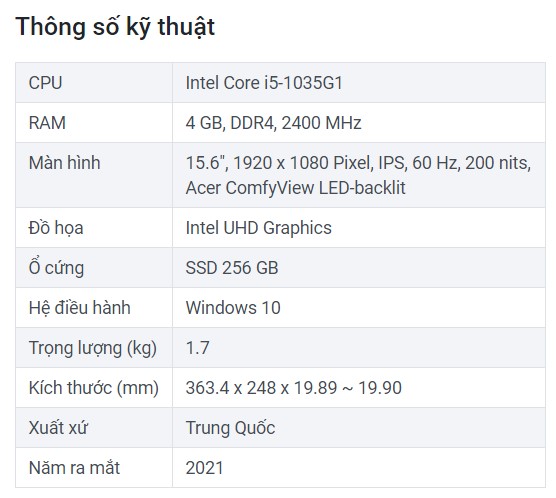 Thông số kỹ thuật
CPU Intel Core i5-1035G1
RAM 4 GB, DDR4, 2400 MHz
Màn hình 15.6", 1920 x 1080 Pixel, IPS, 60 Hz, 200 nits,
Acer ComfyView LED-backlit
Đồ họa Intel UHD Graphics
Ổ cứng SSD 256 GB
Hệ điều hành Windows 10
Trọng lượng (kg) 1.7
Kích thước (mm) 363.4 x 248 x 19.89 ~ 19.90
Xuất xứ Trung Quốc
Năm ra mắt 2021